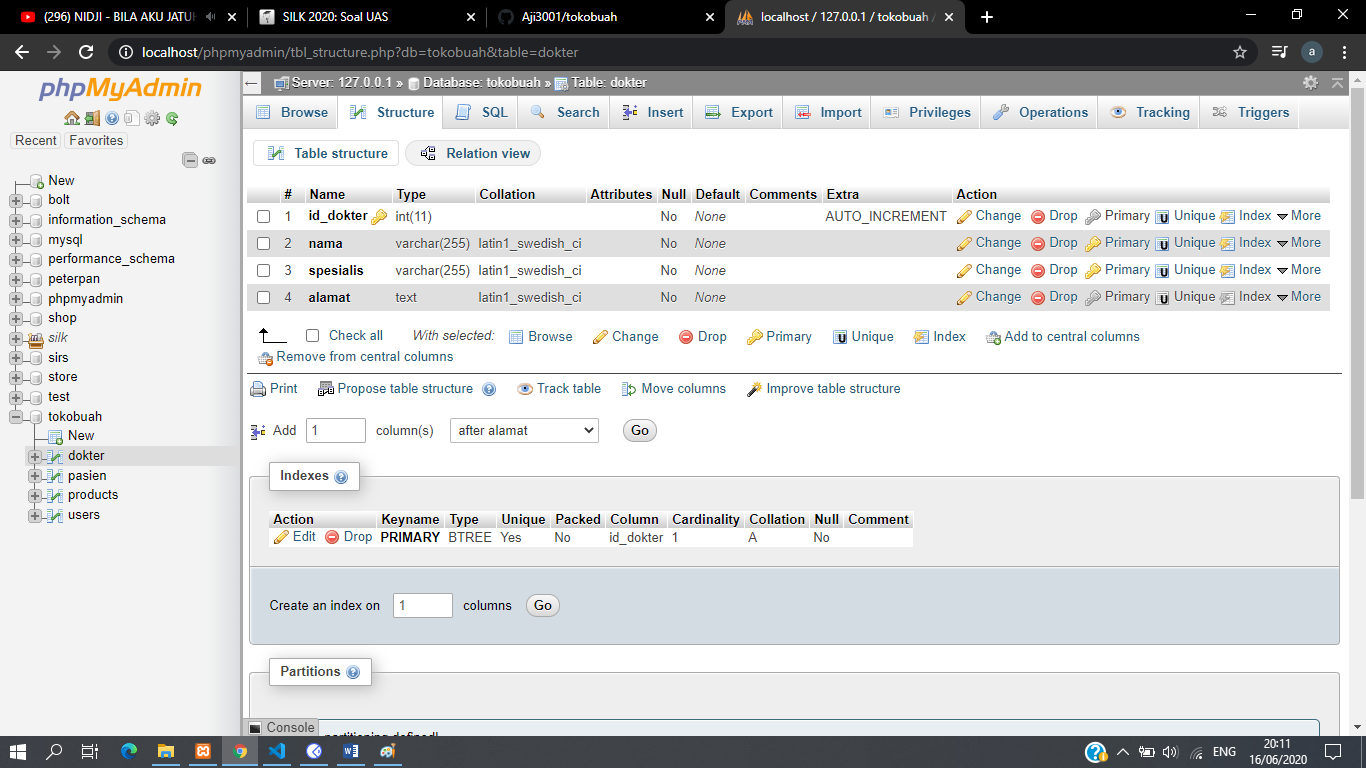 (296) NIDJI - BILA AKU JATUH
SILK 2020: Soal UAS
Aji3001/tokobuah
localhost / 127.0.0.1 / tokobuah /
localhost/phpmyadmin/tbl_structure.php?db=tokobuah&table=dokter
a
phpMyAdmin
Recent Favorites
New
bolt
information_schema
mysql
performance_schema
peterpan
phpmyadmin
shop
silk
sirs
store
test
tokobuah
New
dokter
pasien
products
users
Server: 127.0.0.1 » Database: tokobuah » Table: dokter
Browse Structure SQL Search Insert Export Import Privileges Operations Tracking Triggers
Table structure Relation view
# Name Type Collation Attributes Null Default Comments Extra Action
1 id_dokter int(11) No None AUTO_INCREMENT Change Drop Primary Unique Index More
2 nama varchar(255) latin1_swedish_ci No None Change Drop Primary Unique Index More
3 spesialis varchar(255) latin1_swedish_ci No None Change Drop Primary Unique Index More
4 alamat text latin1_swedish_ci No None Change Drop Primary Unique Index More
Check all With selected: Browse Change Drop Primary Unique Index Add to central columns
Remove from central columns
Print Propose table structure Track table Move columns Improve table structure
Add 1 column(s) after alamat Go
Indexes
Action Keyname Type Unique Packed Column Cardinality Collation Null Comment
Edit Drop PRIMARY BTREE Yes No id_dokter 1 A No
Create an index on 1 columns Go
Partitions
Console
partitioning defined!
ENG
20:11
16/06/2020